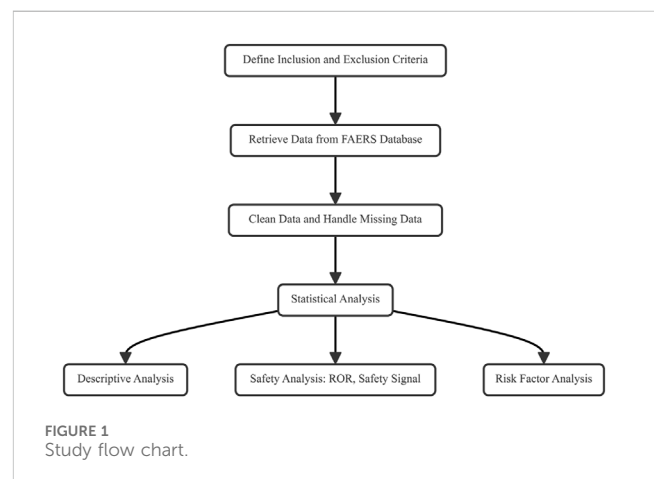 Define Inclusion and Exclusion Criteria
Retrieve Data from FAERS Database
Clean Data and Handle Missing Data
Statistical Analysis
Descriptive Analysis
Safety Analysis: ROR, Safety Signal
Risk Factor Analysis
FIGURE 1
Study flow chart.